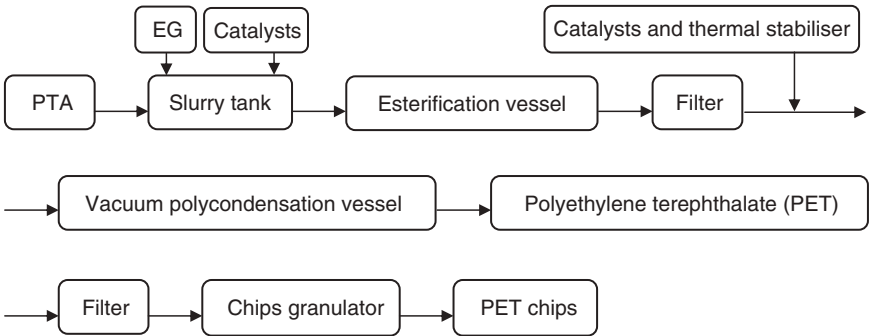 EG
Catalysts
Catalysts and thermal stabiliser
PTA
Slurry tank
Esterification vessel
Filter
Vacuum polycondensation vessel
Polyethylene terephthalate (PET)
Filter
Chips granulator
PET chips